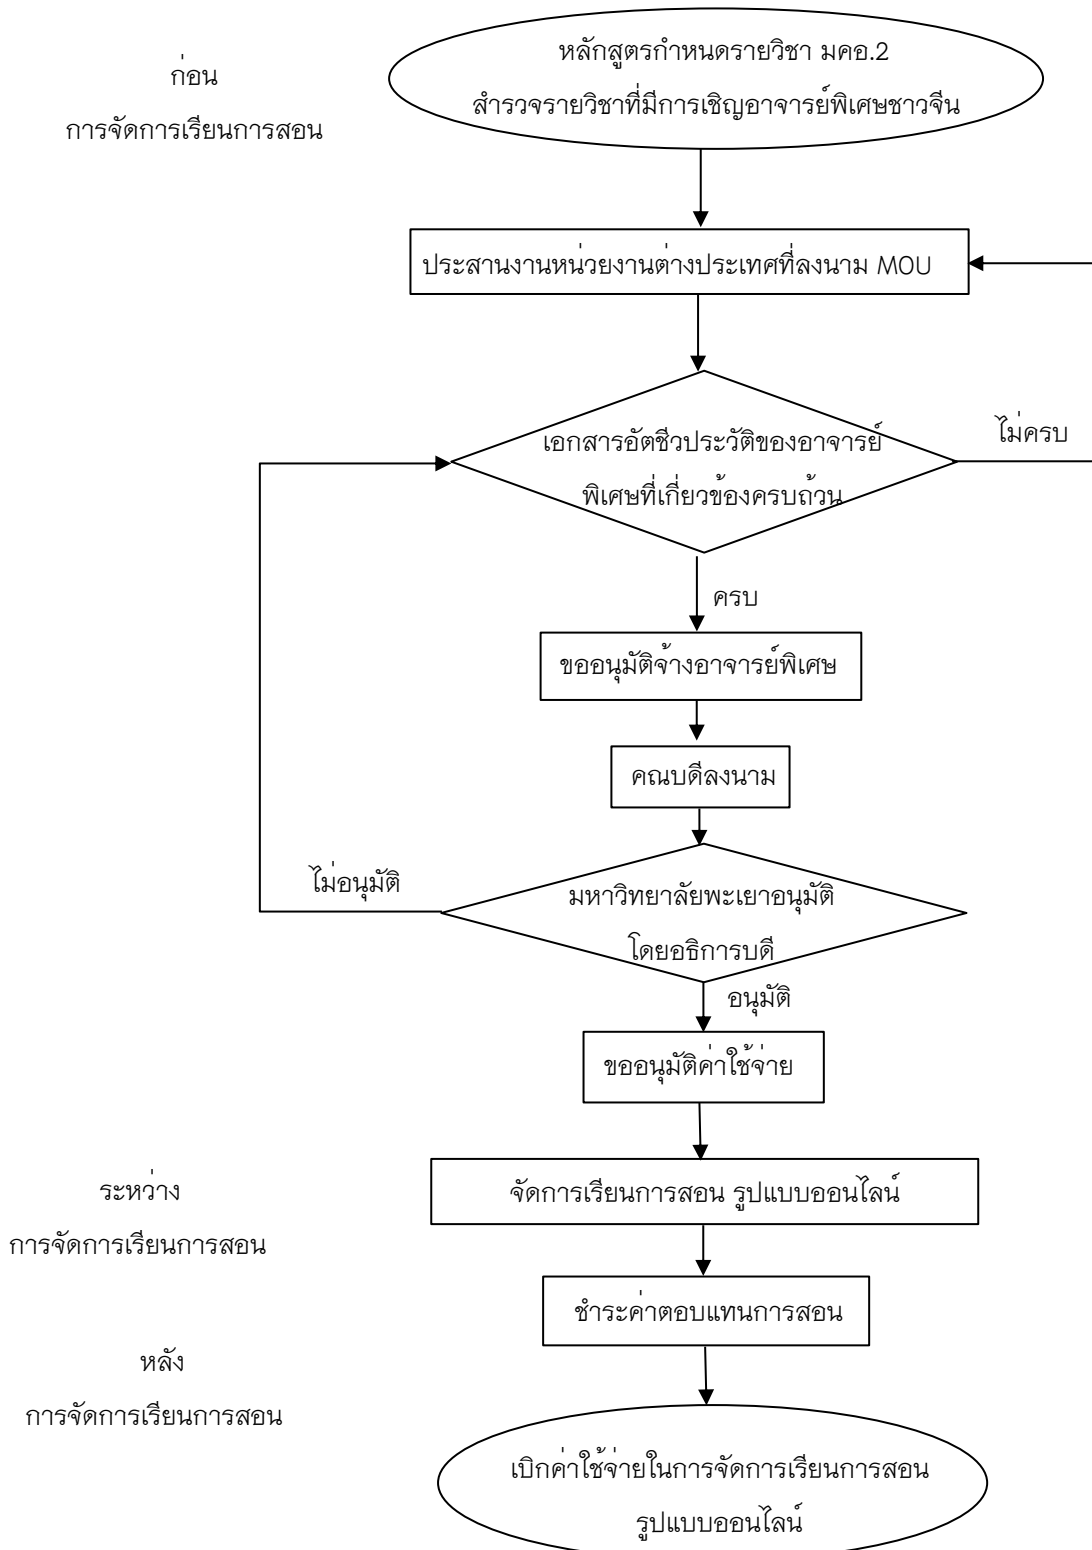 หลักสูตรกำหนดรายวิชา มคอ.2
สำรวจรายวิชาที่มีการเชิญอาจารย์พิเศษชาวจีน
ก่อน
การจัดการเรียนการสอน
ประสานงานหน่วยงานต่างประเทศที่ลงนาม MOU
เอกสารอัตชีวประวัติของอาจารย์
พิเศษที่เกี่ยวข้องครบถ้วน
ไม่ครบ
ครบ
ขออนุมัติจ้างอาจารย์พิเศษ
คณบดีลงนาม
ไม่อนุมัติ
มหาวิทยาลัยพะเยาอนุมัติ
โดยอธิการบดี
อนุมัติ
ขออนุมัติค่าใช้จ่าย
ระหว่าง
การจัดการเรียนการสอน
จัดการเรียนการสอน รูปแบบออนไลน์
ชำระค่าตอบแทนการสอน
หลัง
การจัดการเรียนการสอน
เบิกค่าใช้จ่ายในการจัดการเรียนการสอน
รูปแบบออนไลน์